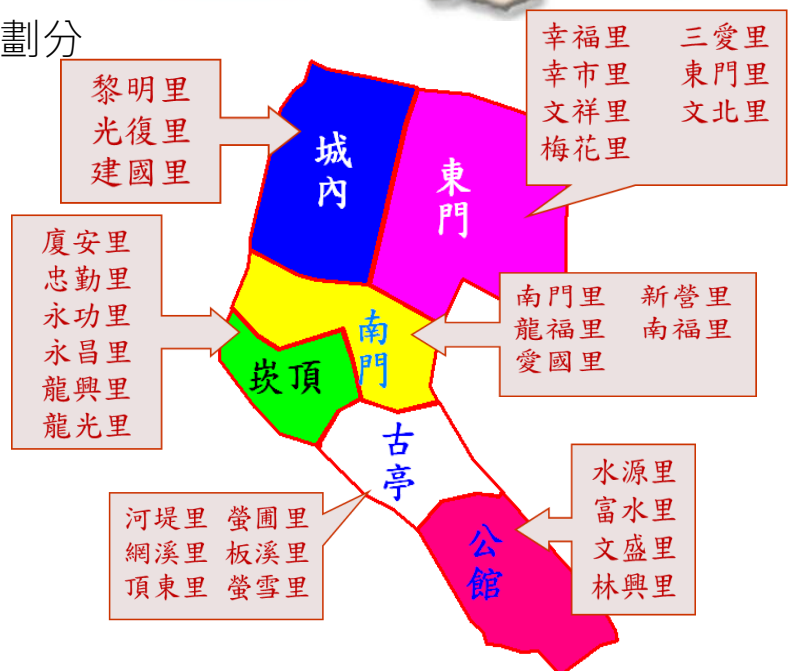 劃分
幸福里 三愛里
幸市里 東門里
文祥里 文北里
梅花里
黎明里
光復里
建國里
城內
東門
廈安里
忠勤里
永功里
永昌里
龍興里
龍光里
南門里 新營里
龍福里 南福里
愛國里
南門
崁頂
古亭
水源里
富水里
文盛里
林興里
河堤里 螢圃里
網溪里 板溪里
頂東里 螢雪里
公館